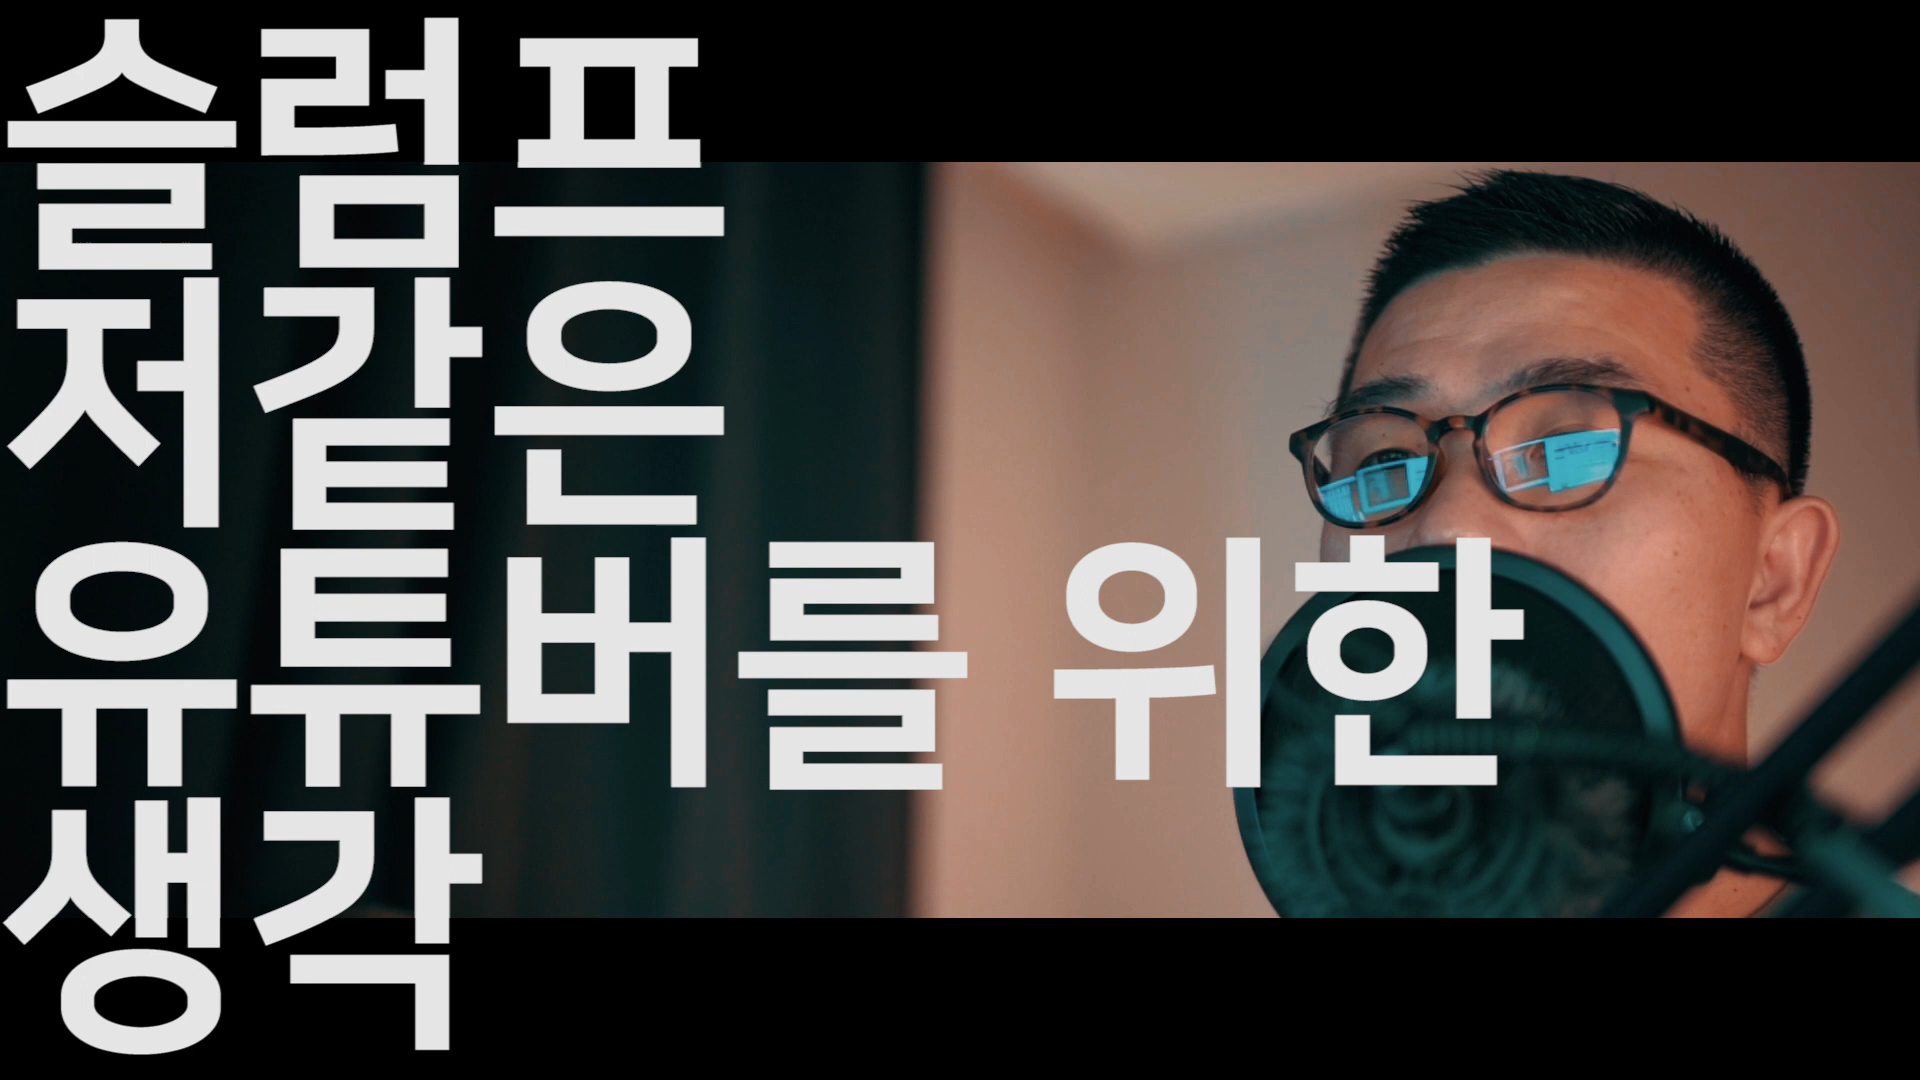 슬럼프
저같은
유튜버를 위한
생각